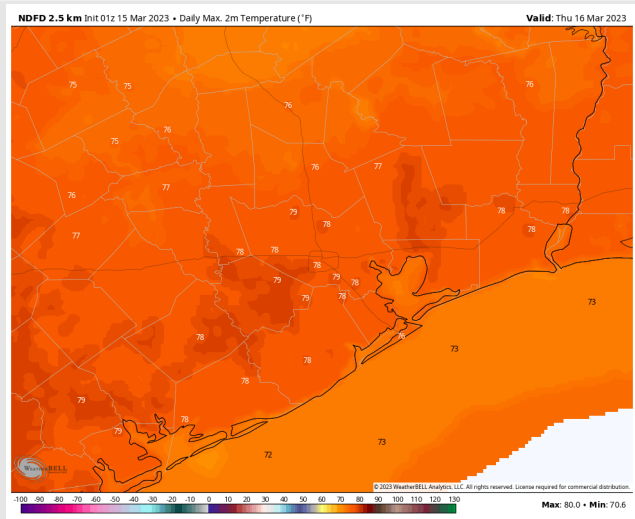 NDFD 2.5 km Init 01z 15 Mar 2023 • Daily Max. 2m Temperature (°F) Valid: Thu 16 Mar 2023
75 75 76
76
75 76
76 77
76 77
79 78 78 78
77 78
78 78
78
79 79 78
79 78
73
78 76
73
78
78
79
78
79
73
72
WeatherBELL
© 2023 WeatherBELL Analytics, LLC. All rights reserved. License required for commercial distribution.
-100 -90 -80 -70 -60 -50 -40 -30 -20 -10 0 10 20 30 40 50 60 70 80 90 100 110 120 130
Max: 80.0 • Min: 70.6